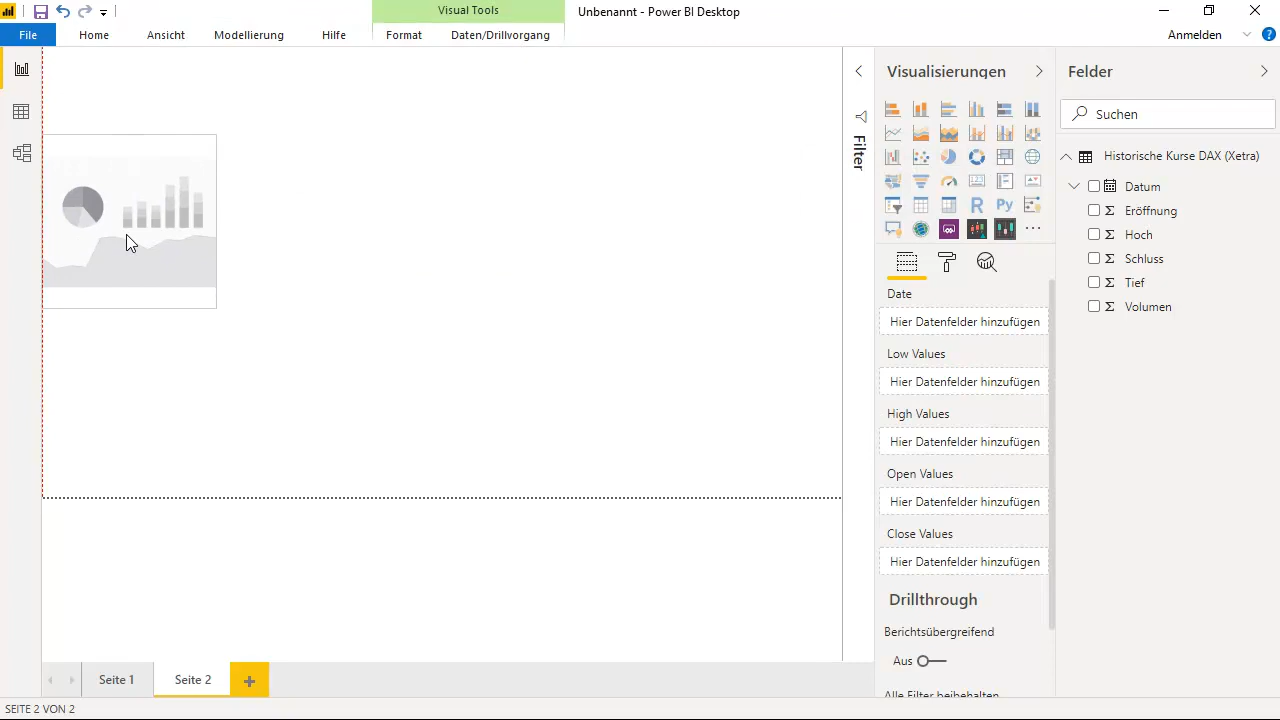 Visual Tools
Unbenannt - Power BI Desktop
File
Home
Ansicht
Modellierung
Hilfe
Format
Daten/Drillvorgang
Anmelden
?
Filter
Visualisierungen
R
Py
Date
Hier Datenfelder hinzufügen
Low Values
Hier Datenfelder hinzufügen
High Values
Hier Datenfelder hinzufügen
Open Values
Hier Datenfelder hinzufügen
Close Values
Hier Datenfelder hinzufügen
Drillthrough
Berichtsübergreifend
Aus
Alle Filter beibehalten
Felder
Suchen
Historische Kurse DAX (Xetra)
Datum
Σ Eröffnung
Σ Hoch
Σ Schluss
Σ Tief
Σ Volumen
Seite 1
Seite 2
+
SEITE 2 VON 2